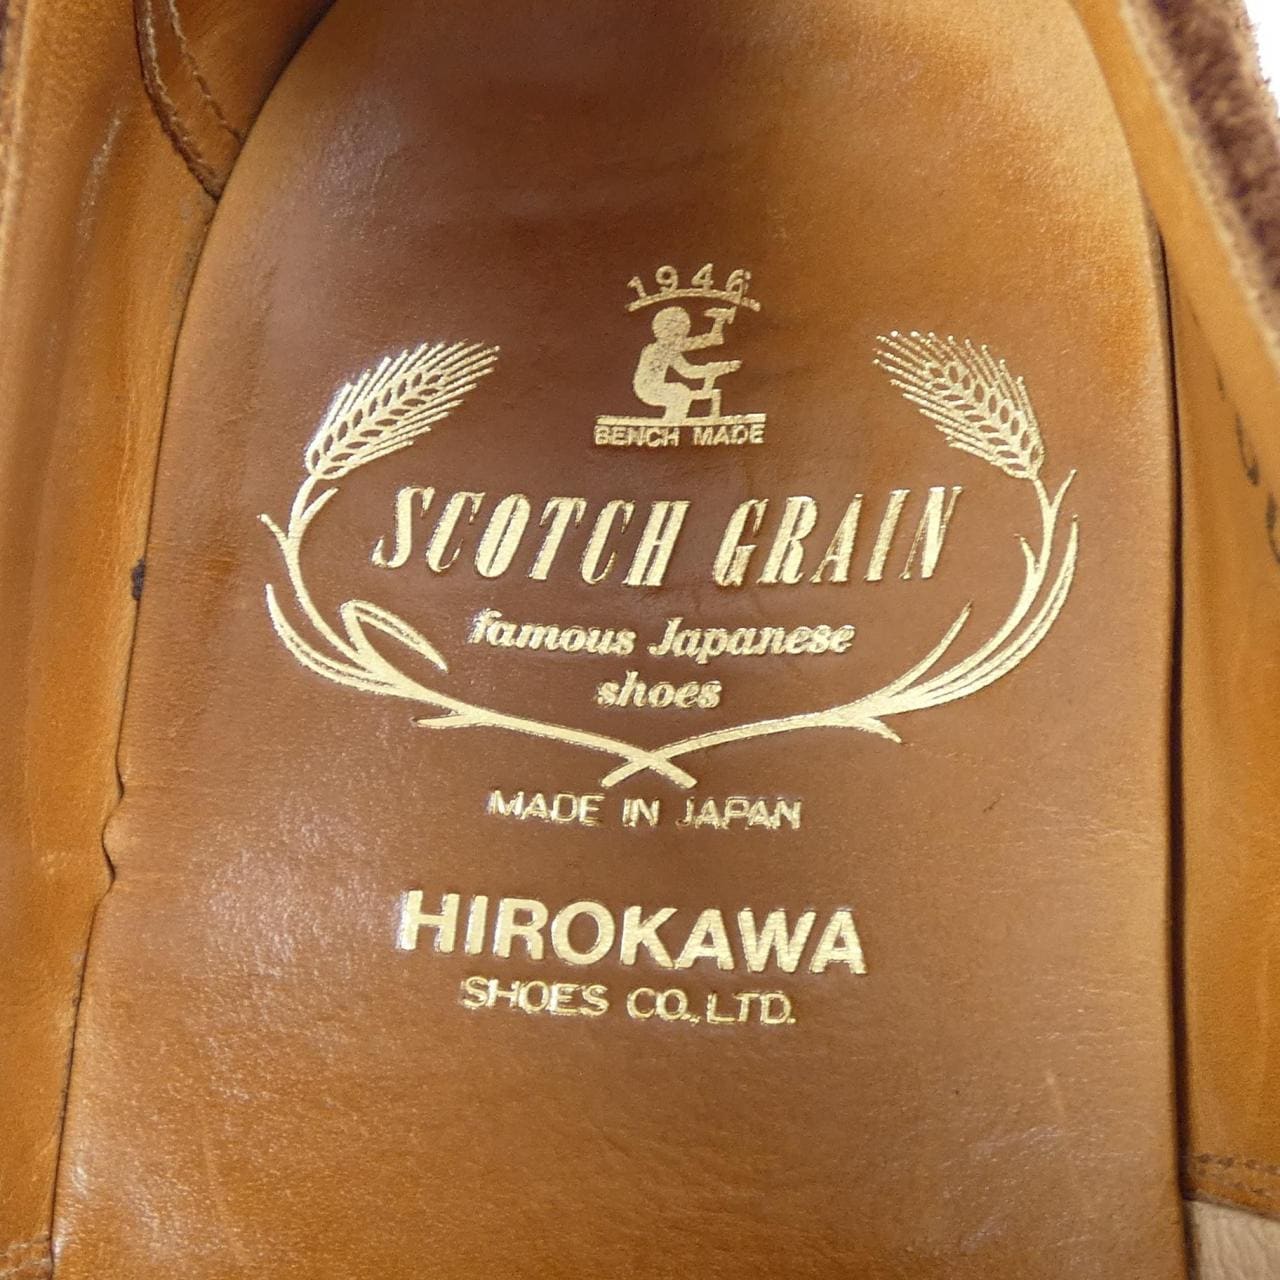 1946
BENCH MADE
SCOTCH GRAIN
famous Japanese
shoes
MADE IN JAPAN
HIROKAWA
SHOES CO.,LTD.